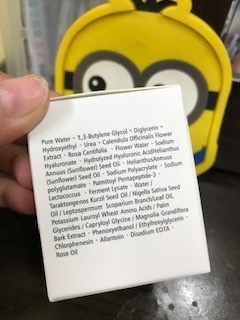 Pure Water、1,3-Butylene Glycol、Diglycerin、
Hydroxyethyl、Urea、Calendula Officinalis Flower
Extract、Rosa Centifolia、Flower Water、Sodium
Hyaluronate、Hydrolyzed Hyaluronic AcidHelianthus
Annuus (Sunflower) Seed Oil、HelianthusAnnuus
(Sunflower) Seed Oil、Sodium Polyacrylate、Sodium
polyglutamate、Palmitoyl Pentapeptide-3、
Lactococcus、Ferment Lysate、Water /
Taraktongenos Kurzii Seed Oil / Nigella Sativa Seed
Oil / Leptospermum Scoparium Branch/Leaf Oil,
Potassium Lauroyl Wheat Amino Acids / Palm
Glycerides / Capryloyl Glycine / Magnolia Grandiflora
Bark Extract、Phenoxyethanol / Ethylhexylglycerin、
Chlorphenesin、Allantoin、Disodium EDTA、
Rose Oil